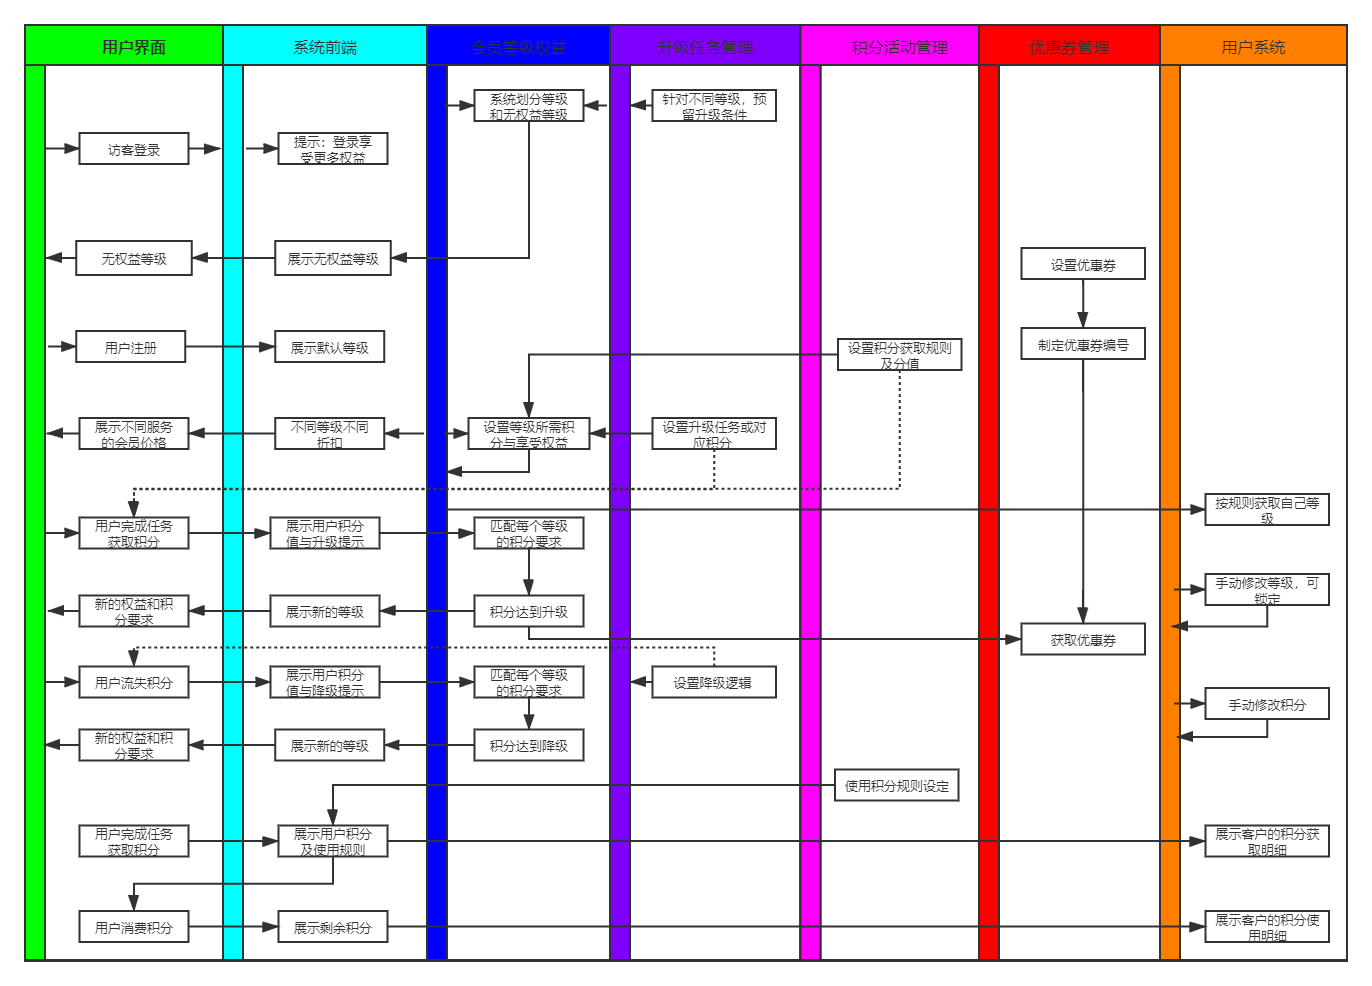 用户界面
系统前端
会员等级权益
升级任务管理
积分活动管理
优惠券管理
用户系统
系统划分等级
和无权益等级
针对不同等级，预
留升级条件
访客登录
提示：登录享
受更多权益
无权益等级
展示无权益等级
设置优惠券
用户注册
展示默认等级
设置积分获取规则
及分值
制定优惠券编号
展示不同服务
的会员价格
不同等级不同
折扣
设置等级所需积
分与享受权益
设置升级任务或对
应积分
按规则获取自己等
级
用户完成任务
获取积分
展示用户积分
值与升级提示
匹配每个等级
的积分要求
手动修改等级，可
锁定
新的权益和积
分要求
展示新的等级
积分达到升级
获取优惠券
用户流失积分
展示用户积分
值与降级提示
匹配每个等级
的积分要求
设置降级逻辑
手动修改积分
新的权益和积
分要求
展示新的等级
积分达到降级
使用积分规则设定
用户完成任务
获取积分
展示用户积分
及使用规则
展示客户的积分获
取明细
用户消费积分
展示剩余积分
展示客户的积分使
用明细